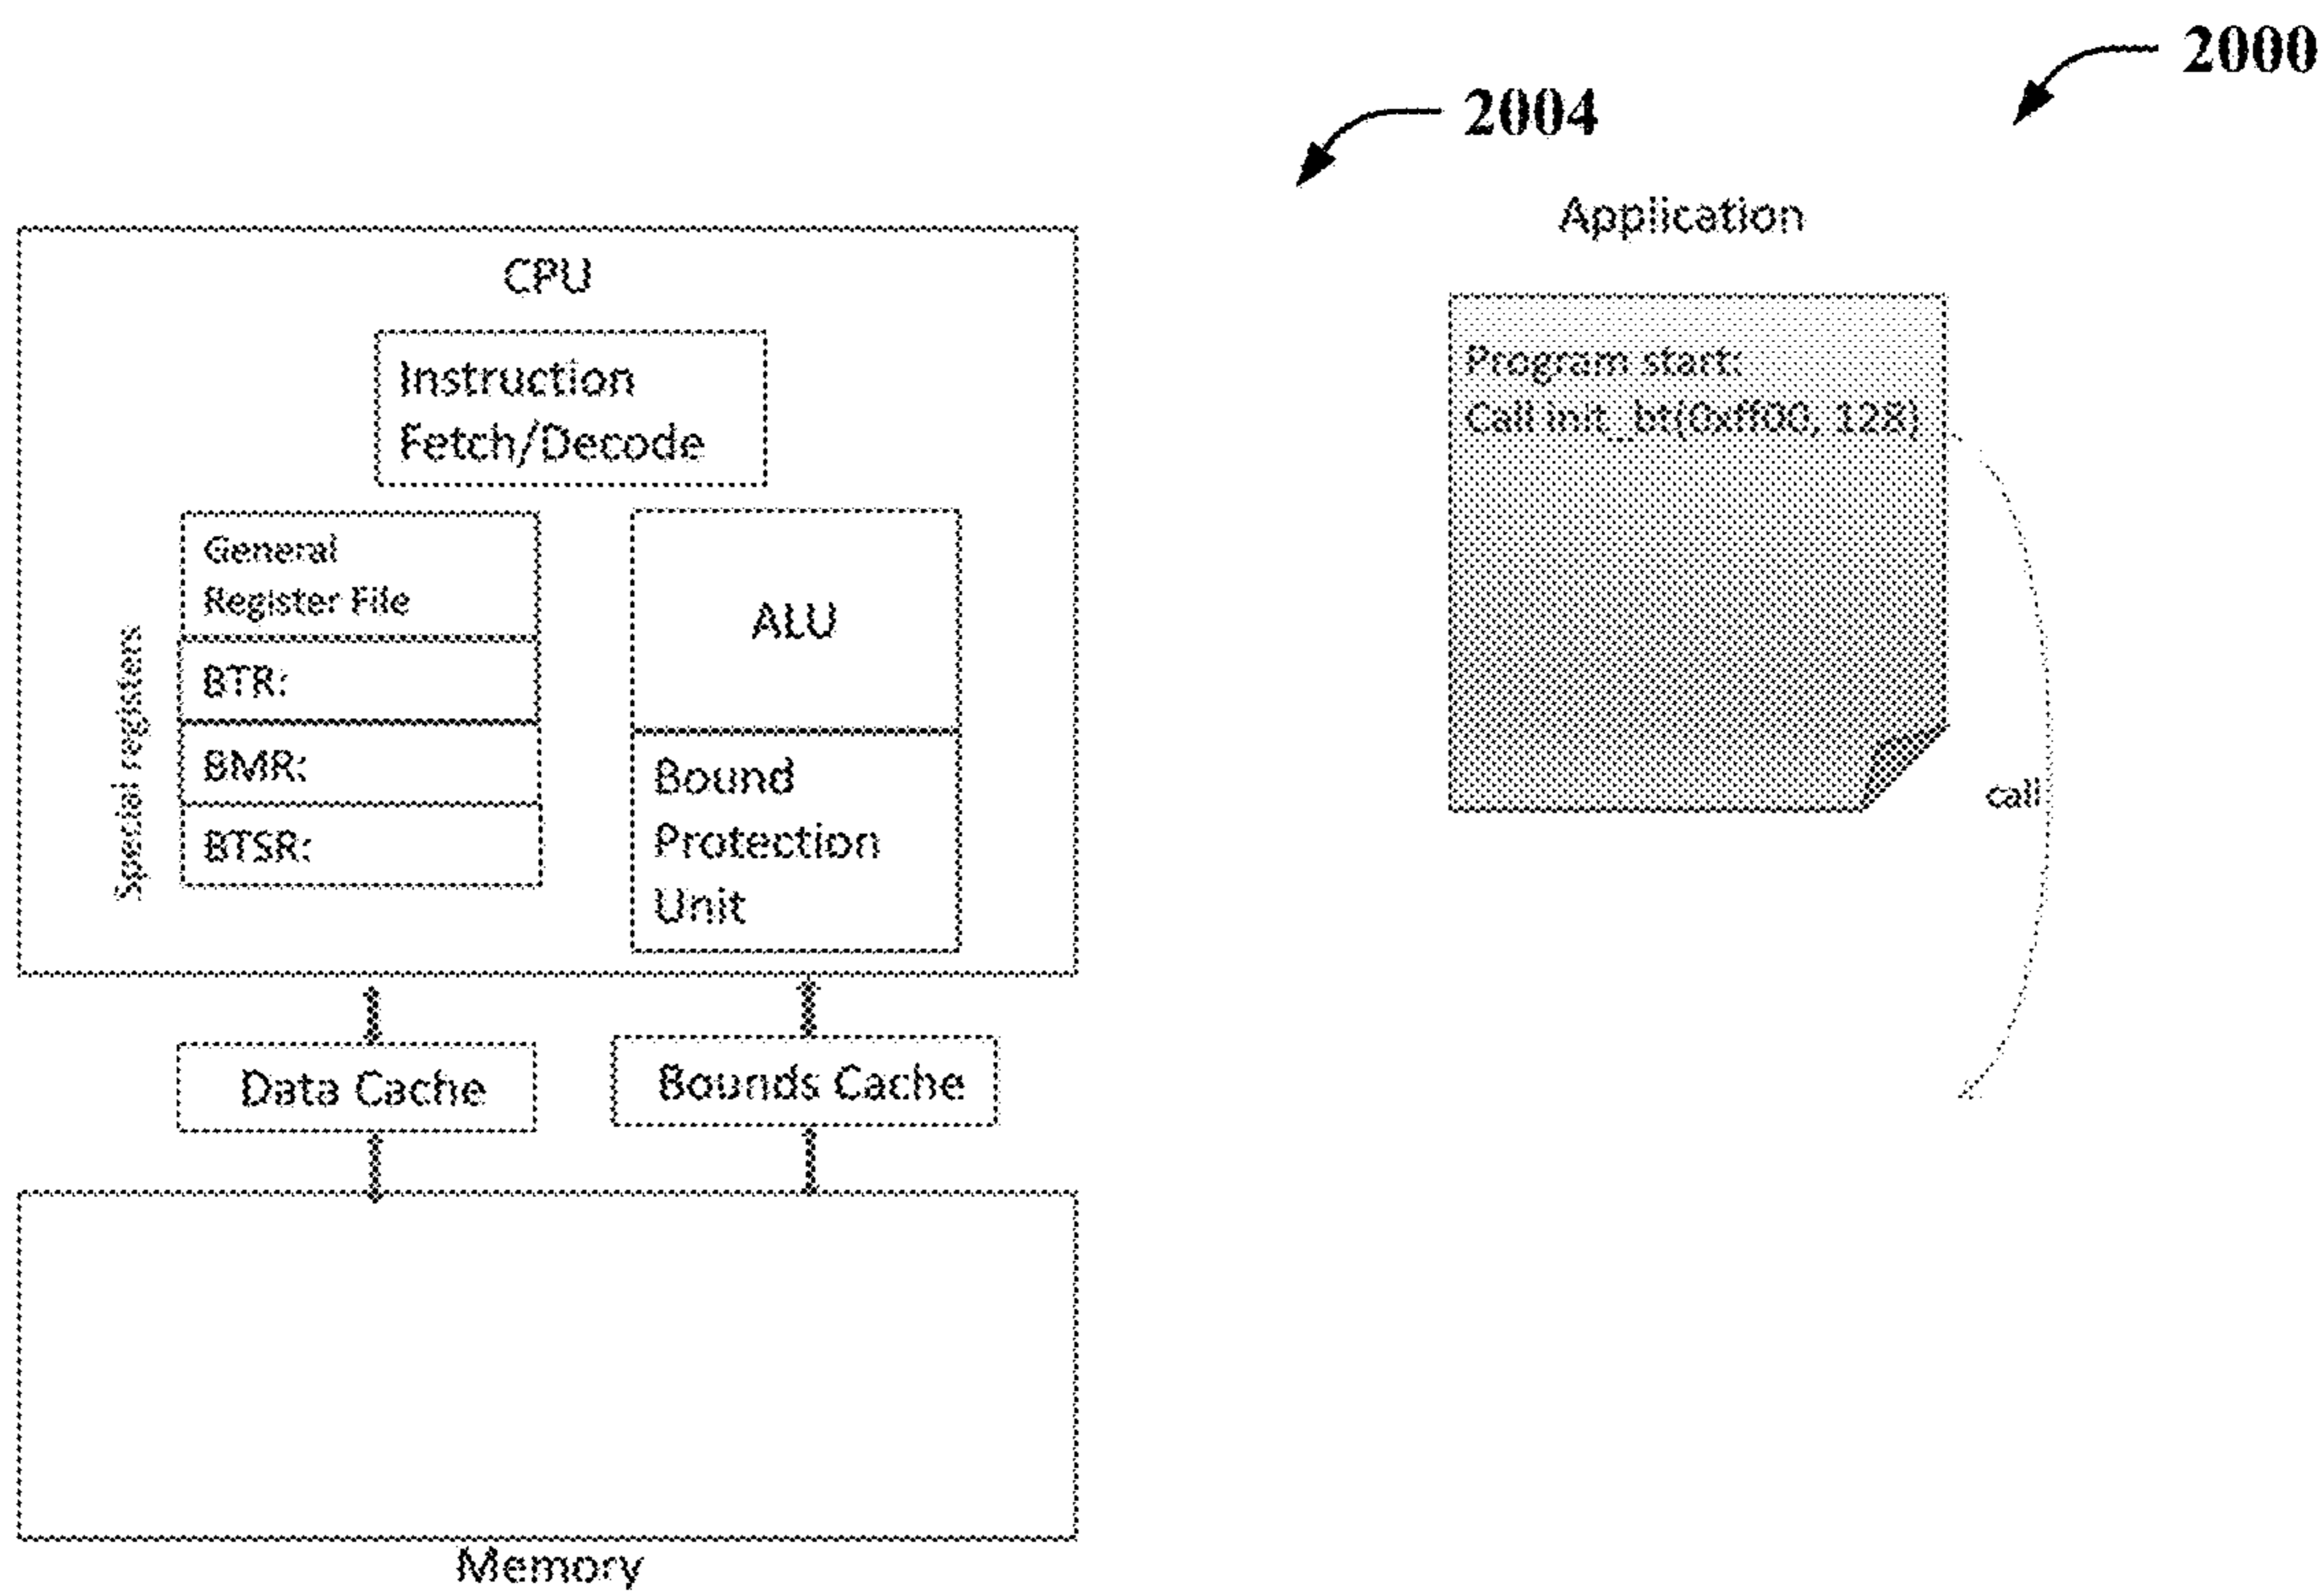 2000
2004
Application
CPU
Instruction
Fetch/Decode
General
Register File
BTR:
BMR:
BTSR:
Special registers
ALU
Bound
Protection
Unit
Program start:
Call init_bt(0xff00, 128)
call
Data Cache
Bounds Cache
Memory